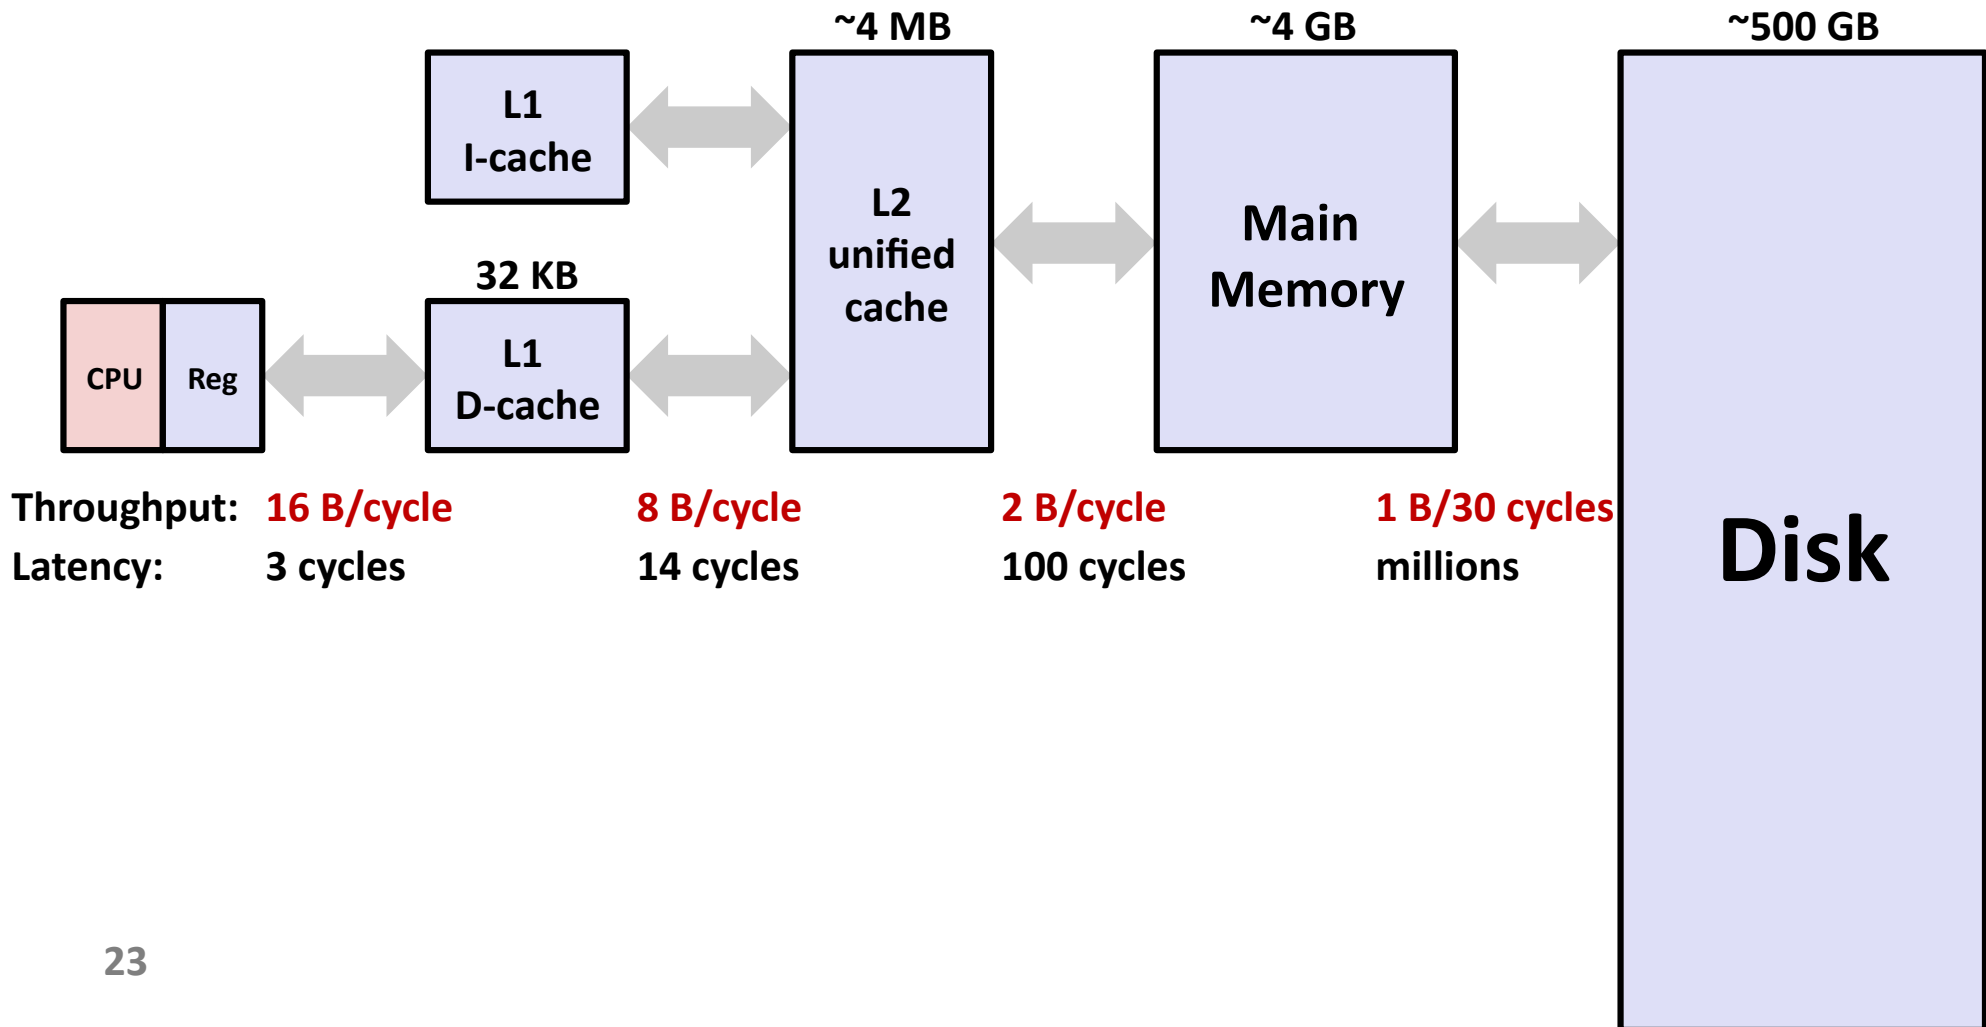 ~4 MB
~4 GB
~500 GB
L1
I-cache
L2
unified
cache
Main
Memory
32 KB
CPU
Reg
L1
D-cache
Throughput: 16 B/cycle 8 B/cycle 2 B/cycle 1 B/30 cycles
Latency: 3 cycles 14 cycles 100 cycles millions
Disk
23